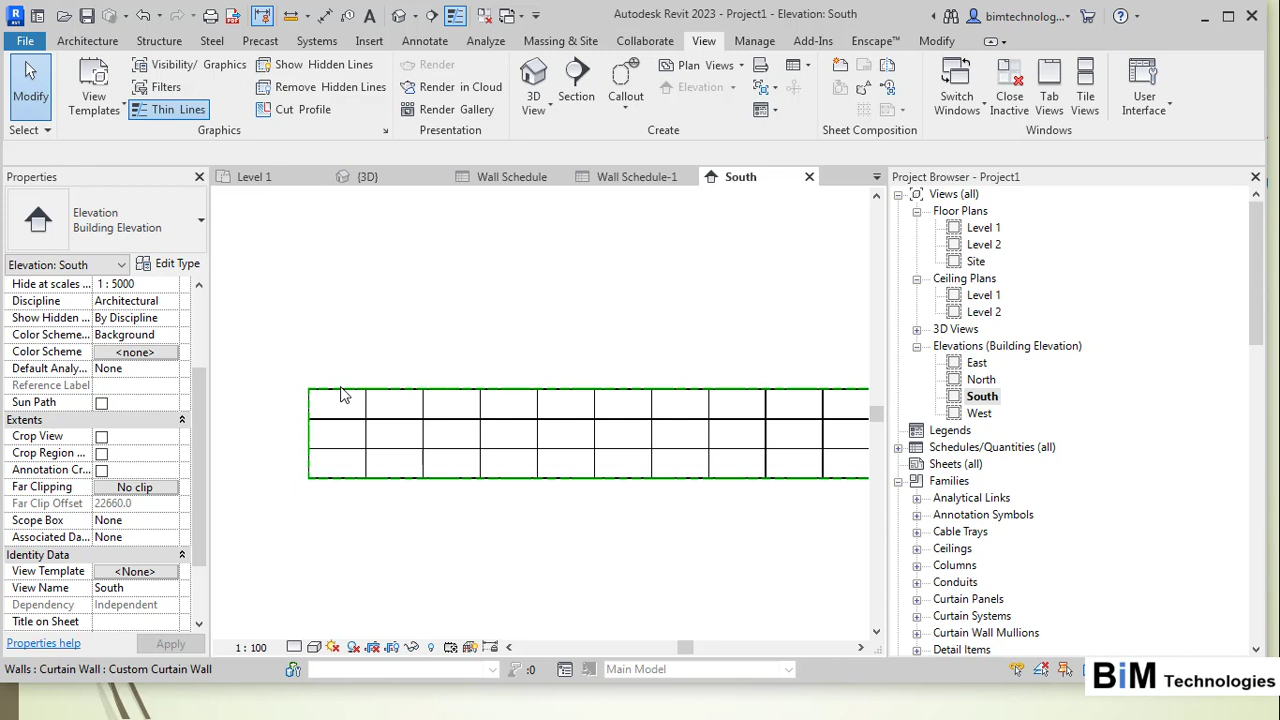 Autodesk Revit 202 - Project1 - Elevation: South
bimtechnolog...
File Architecture Structure Steel Precast Systems Insert Annotate Analyze Massing & Site Collaborate View Manage Add-Ins Enscape™ Modify
Modify
Select
View Templates
Visibility/ Graphics
Filters
Thin Lines
Show Hidden Lines
Remove Hidden Lines
Cut Profile
Graphics
Render
Render in Cloud
Render Gallery
Presentation
3D View
Section
Callout
Plan Views
Elevation
Create
Sheet Composition
Switch Windows
Close Inactive
Tab Views
Tile Views
Windows
User Interface
Properties
Level 1
{3D}
Wall Schedule
Wall Schedule-1
South
Project Browser - Project1
Elevation
Building Elevation
Elevation: South
Edit Type
Hide at scales ... 1 : 5000
Discipline Architectural
Show Hidden ... By Discipline
Color Scheme... Background
Color Scheme <none>
Default Analy... None
Reference Label
Sun Path
Extents
Crop View
Crop Region ...
Annotation Cr...
Far Clipping No clip
Far Clip Offset 22660.0
Scope Box None
Associated Da... None
Identity Data
View Template <None>
View Name South
Dependency Independent
Title on Sheet
Properties help
Apply
1 : 100
Views (all)
Floor Plans
Level 1
Level 2
Site
Ceiling Plans
Level 1
Level 2
3D Views
Elevations (Building Elevation)
East
North
South
West
Legends
Schedules/Quantities (all)
Sheets (all)
Families
Analytical Links
Annotation Symbols
Cable Trays
Ceilings
Columns
Conduits
Curtain Panels
Curtain Systems
Curtain Wall Mullions
Detail Items
Walls : Curtain Wall : Custom Curtain Wall
:0
Main Model
BiM Technologies